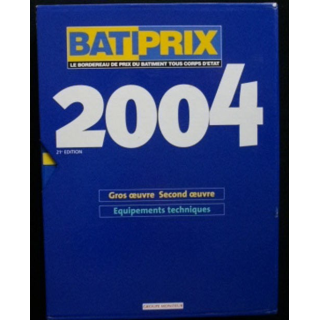 BATIPRIX
LE BORDEREAU DE PRIX DU BATIMENT TOUS CORPS D'ETAT
2004
21e EDITION
Gros œuvre Second œuvre
Equipements techniques